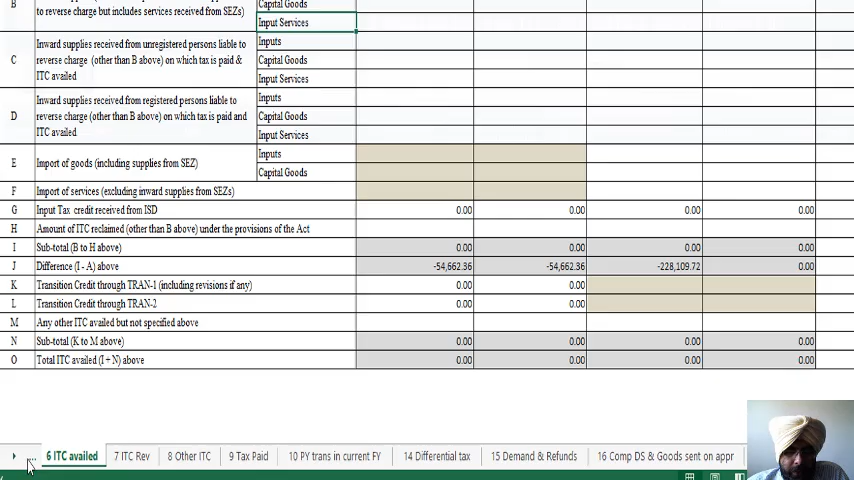 B
to reverse charge but includes services received from SEZs)
Capital Goods
Input Services
C
Inward supplies received from unregistered persons liable to
reverse charge (other than B above) on which tax is paid &
ITC availed
Inputs
Capital Goods
Input Services
D
Inward supplies received from registered persons liable to
reverse charge (other than B above) on which tax is paid and
ITC availed
Inputs
Capital Goods
Input Services
E Import of goods (including supplies from SEZ)
Inputs
Capital Goods
F Import of services (excluding inward supplies from SEZs)
G Input Tax credit received from ISD 0.00 0.00 0.00 0.00
H Amount of ITC reclaimed (other than B above) under the provisions of the Act
I Sub-total (B to H above) 0.00 0.00 0.00 0.00
J Difference (I - A) above -54,662.36 -54,662.36 -228,109.72 0.00
K Transition Credit through TRAN-1 (including revisions if any) 0.00 0.00
L Transition Credit through TRAN-2 0.00 0.00
M Any other ITC availed but not specified above
N Sub-total (K to M above) 0.00 0.00 0.00 0.00
O Total ITC availed (I + N) above 0.00 0.00 0.00 0.00
... 6 ITC availed 7 ITC Rev 8 Other ITC 9 Tax Paid 10 PY trans in current FY 14 Differential tax 15 Demand & Refunds 16 Comp DS & Goods sent on appr